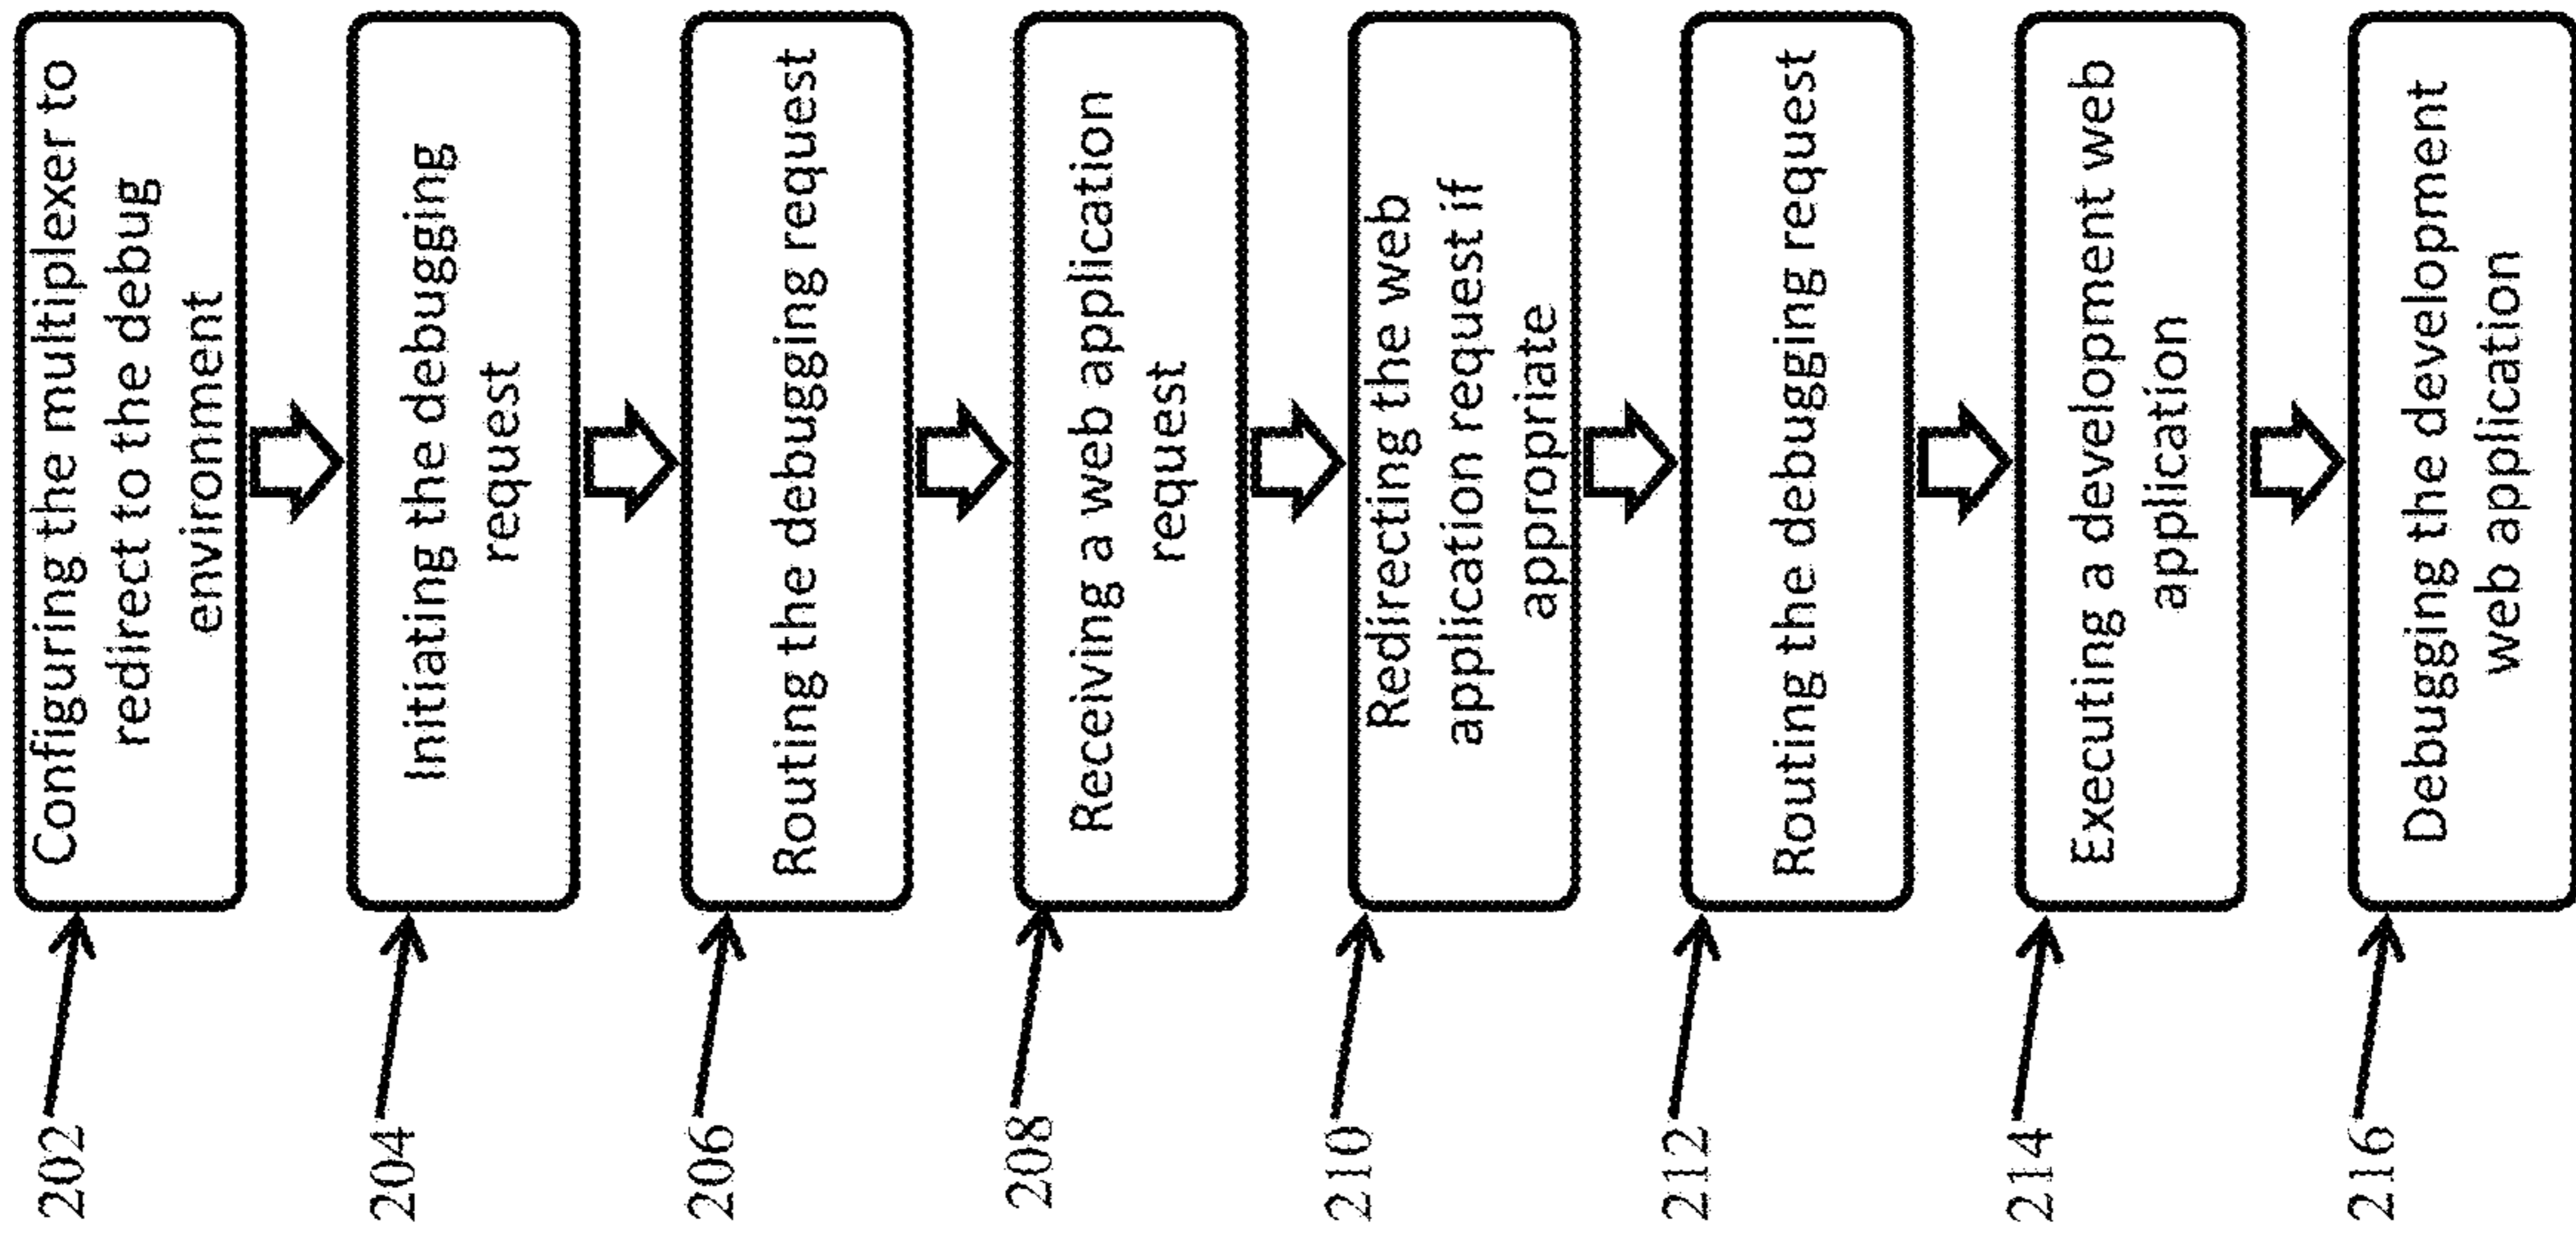 202
Configuring the multiplexer to
redirect to the debug
environment
204
Initiating the debugging
request
206
Routing the debugging request
208
Receiving a web application
request
210
Redirecting the web
application request if
appropriate
212
Routing the debugging request
214
Executing a development web
application
216
Debugging the development
web application